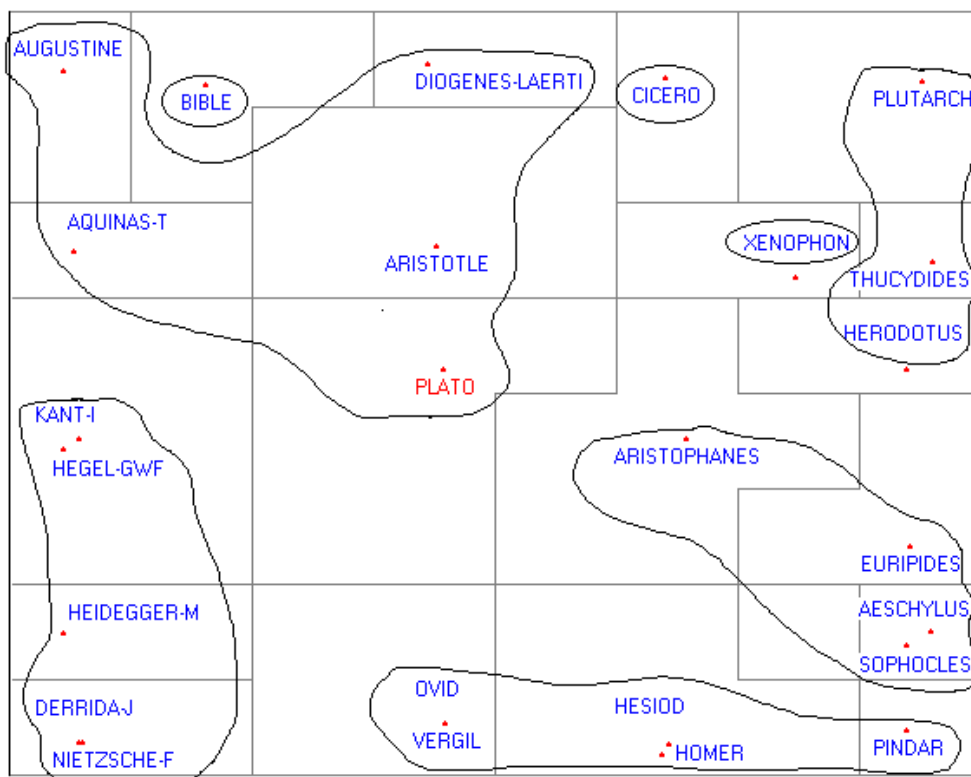 AUGUSTINE
BIBLE
DIOGENES-LAERTI
CICERO
PLUTARCH
AQUINAS-T
ARISTOTLE
XENOPHON
THUCYDIDES
HERODOTUS
PLATO
KANT-I
HEGEL-GWF
ARISTOPHANES
EURIPIDES
HEIDEGGER-M
AESCHYLUS
SOPHOCLES
DERRIDA-J
NIETZSCHE-F
OVID
VERGIL
HESIOD
HOMER
PINDAR